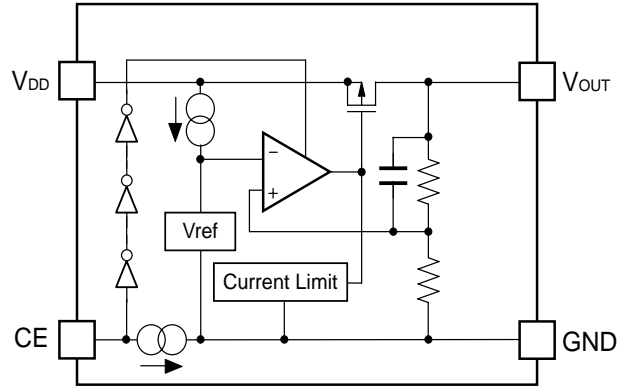 VDD
VOUT
−
+
Vref
Current Limit
CE
GND